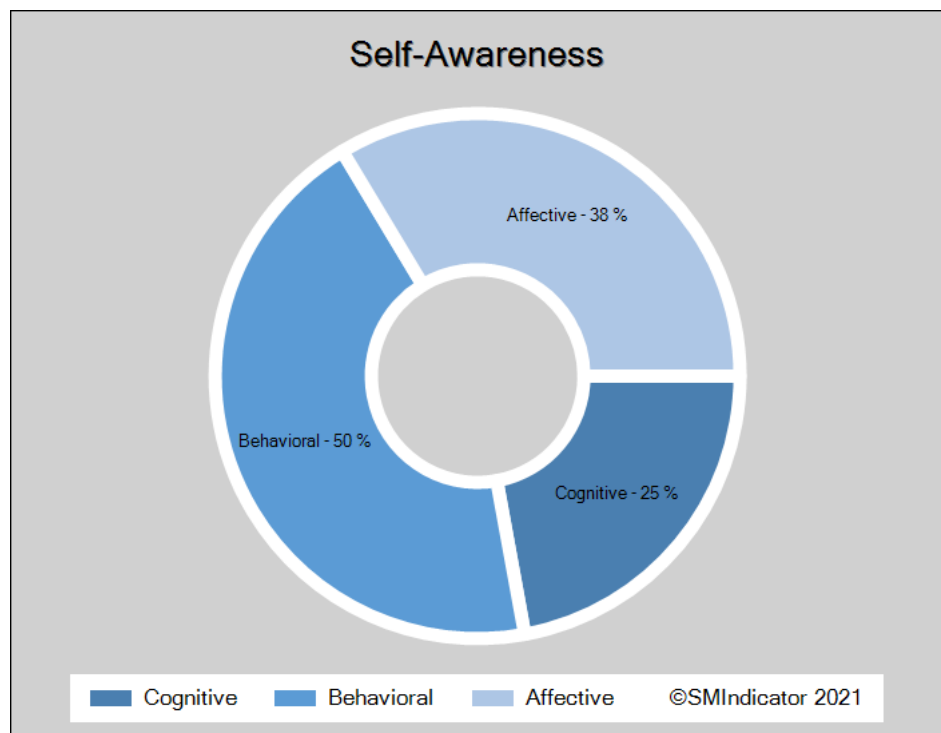 Self-Awareness
Affective - 38 %
Behavioral - 50 %
Cognitive - 25 %
Cognitive Behavioral Affective ©SMIndicator 2021